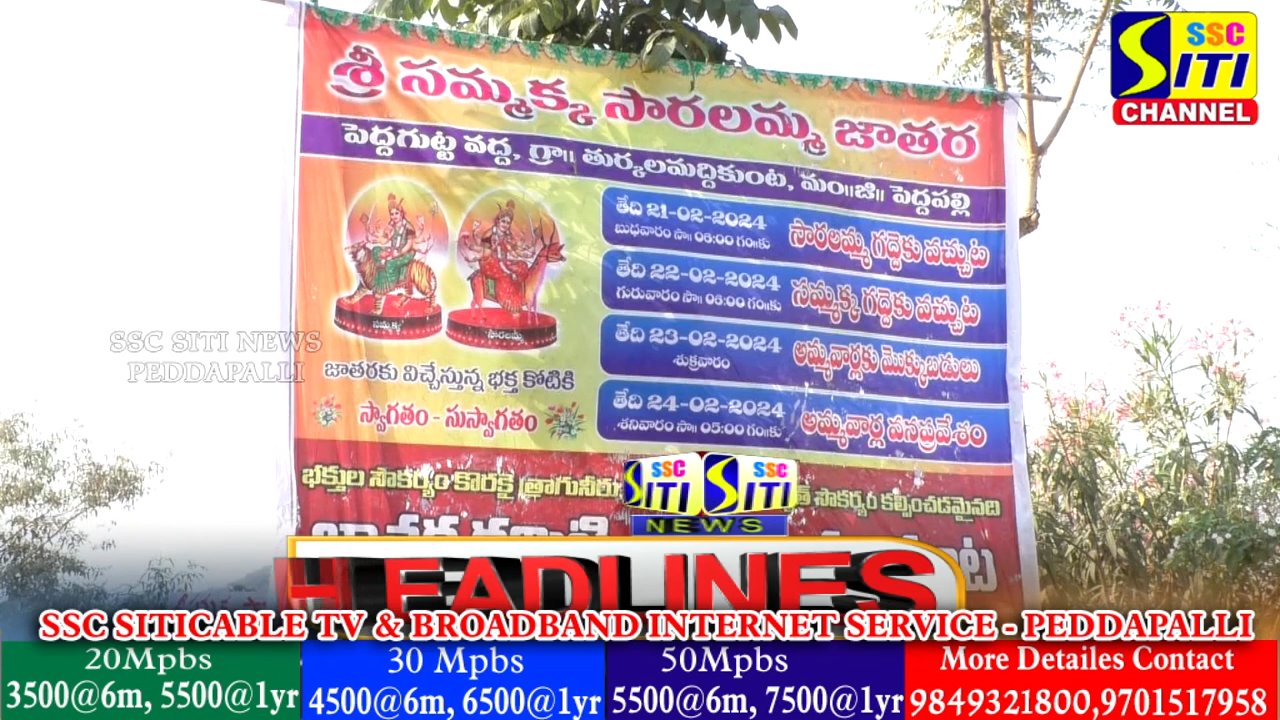 SSC
SITI
CHANNEL
శ్రీ సమ్మక్క సారలమ్మ జాతర
పెద్దగుట్ట వద్ద, గ్రా॥ తుర్కలమద్దికుంట, మం॥జి॥ పెద్దపల్లి
తేది 21-02-2024
బుధవారం సా॥ 06:00 గం॥కు
సారలమ్మ గద్దెకు వచ్చుట
తేది 22-02-2024
గురువారం సా॥ 06:00 గం॥కు
సమ్మక్క గద్దెకు వచ్చుట
తేది 23-02-2024
శుక్రవారం
అమ్మవార్లకు మొక్కుబడులు
తేది 24-02-2024
శనివారం సా॥ 05:00 గం॥కు
అమ్మవార్ల వనప్రవేశం
సమ్మక్క
సారలమ్మ
SSC SITI NEWS
PEDDAPALLI
జాతరకు విచ్చేస్తున్న భక్త కోటికి
స్వాగతం - సుస్వాగతం
భక్తుల సౌకర్యం కొరకై త్రాగునీరు సౌకర్యం కల్పించడమైనది
SSC SSC
SITI SITI
NEWS
HEADLINES
SSC SITICABLE TV & BROADBAND INTERNET SERVICE - PEDDAPALLI
20Mpbs
3500@6m, 5500@1yr
30 Mpbs
4500@6m, 6500@1yr
50Mpbs
5500@6m, 7500@1yr
More Detailes Contact
9849321800,9701517958